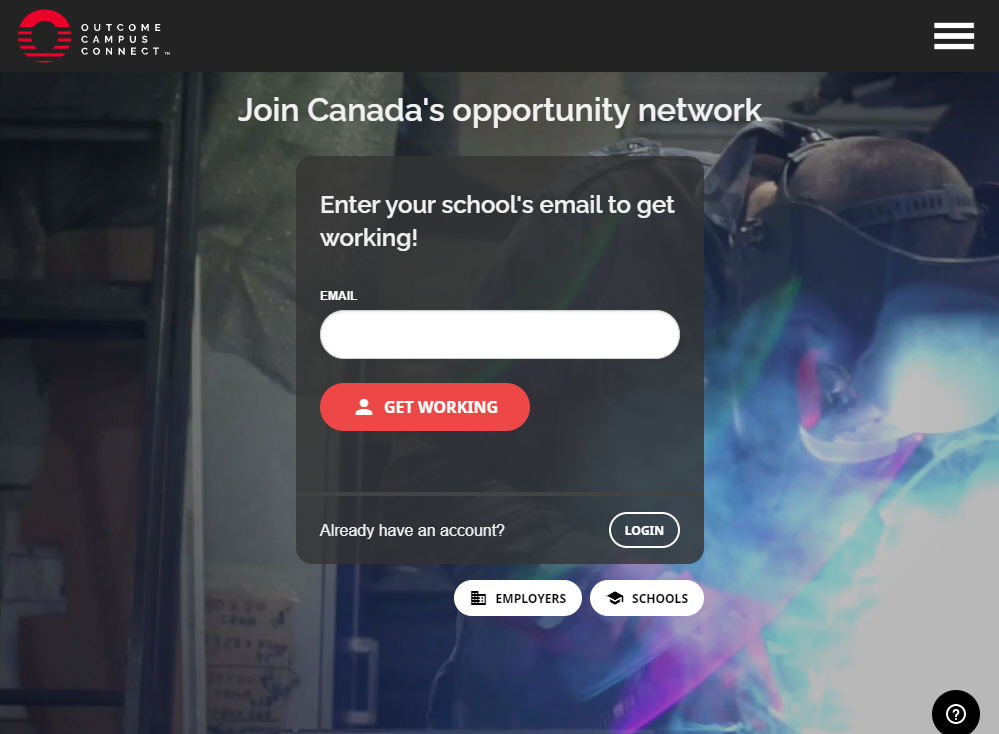 OUTCOME
CAMPUS
CONNECT™
Join Canada's opportunity network
Enter your school's email to get
working!
EMAIL
GET WORKING
Already have an account?
LOGIN
EMPLOYERS
SCHOOLS
?